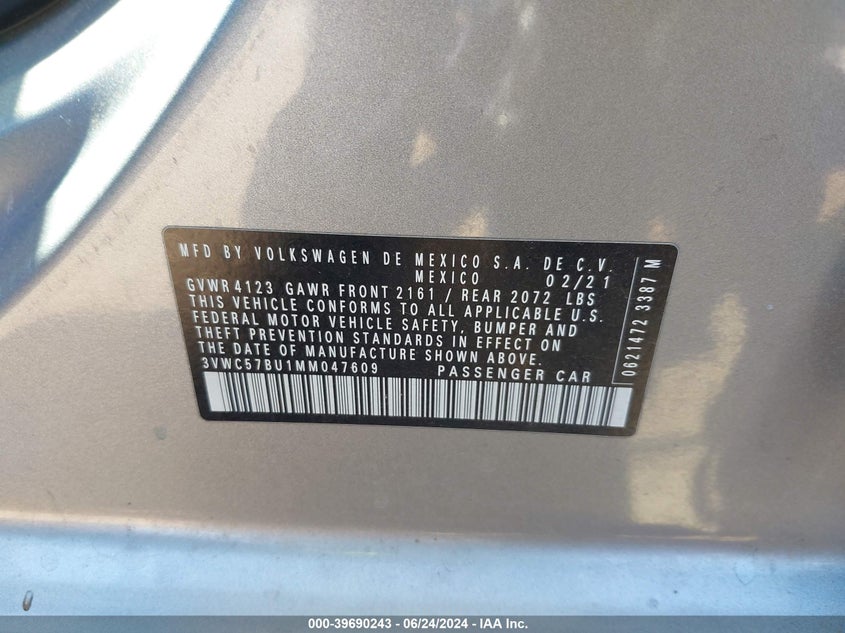 MFD BY VOLKSWAGEN DE MEXICO S.A. DE C.V.
MEXICO 02/21
GVWR 4123 GAWR FRONT 2161 / REAR 2072 LBS
THIS VEHICLE CONFORMS TO ALL APPLICABLE U.S.
FEDERAL MOTOR VEHICLE SAFETY, BUMPER AND
THEFT PREVENTION STANDARDS IN EFFECT ON
THE DATE OF MANUFACTURE SHOWN ABOVE.
3VWC57BU1MM047609 PASSENGER CAR
0621472 3387 M
000-39690243 - 06/24/2024 - IAA Inc.